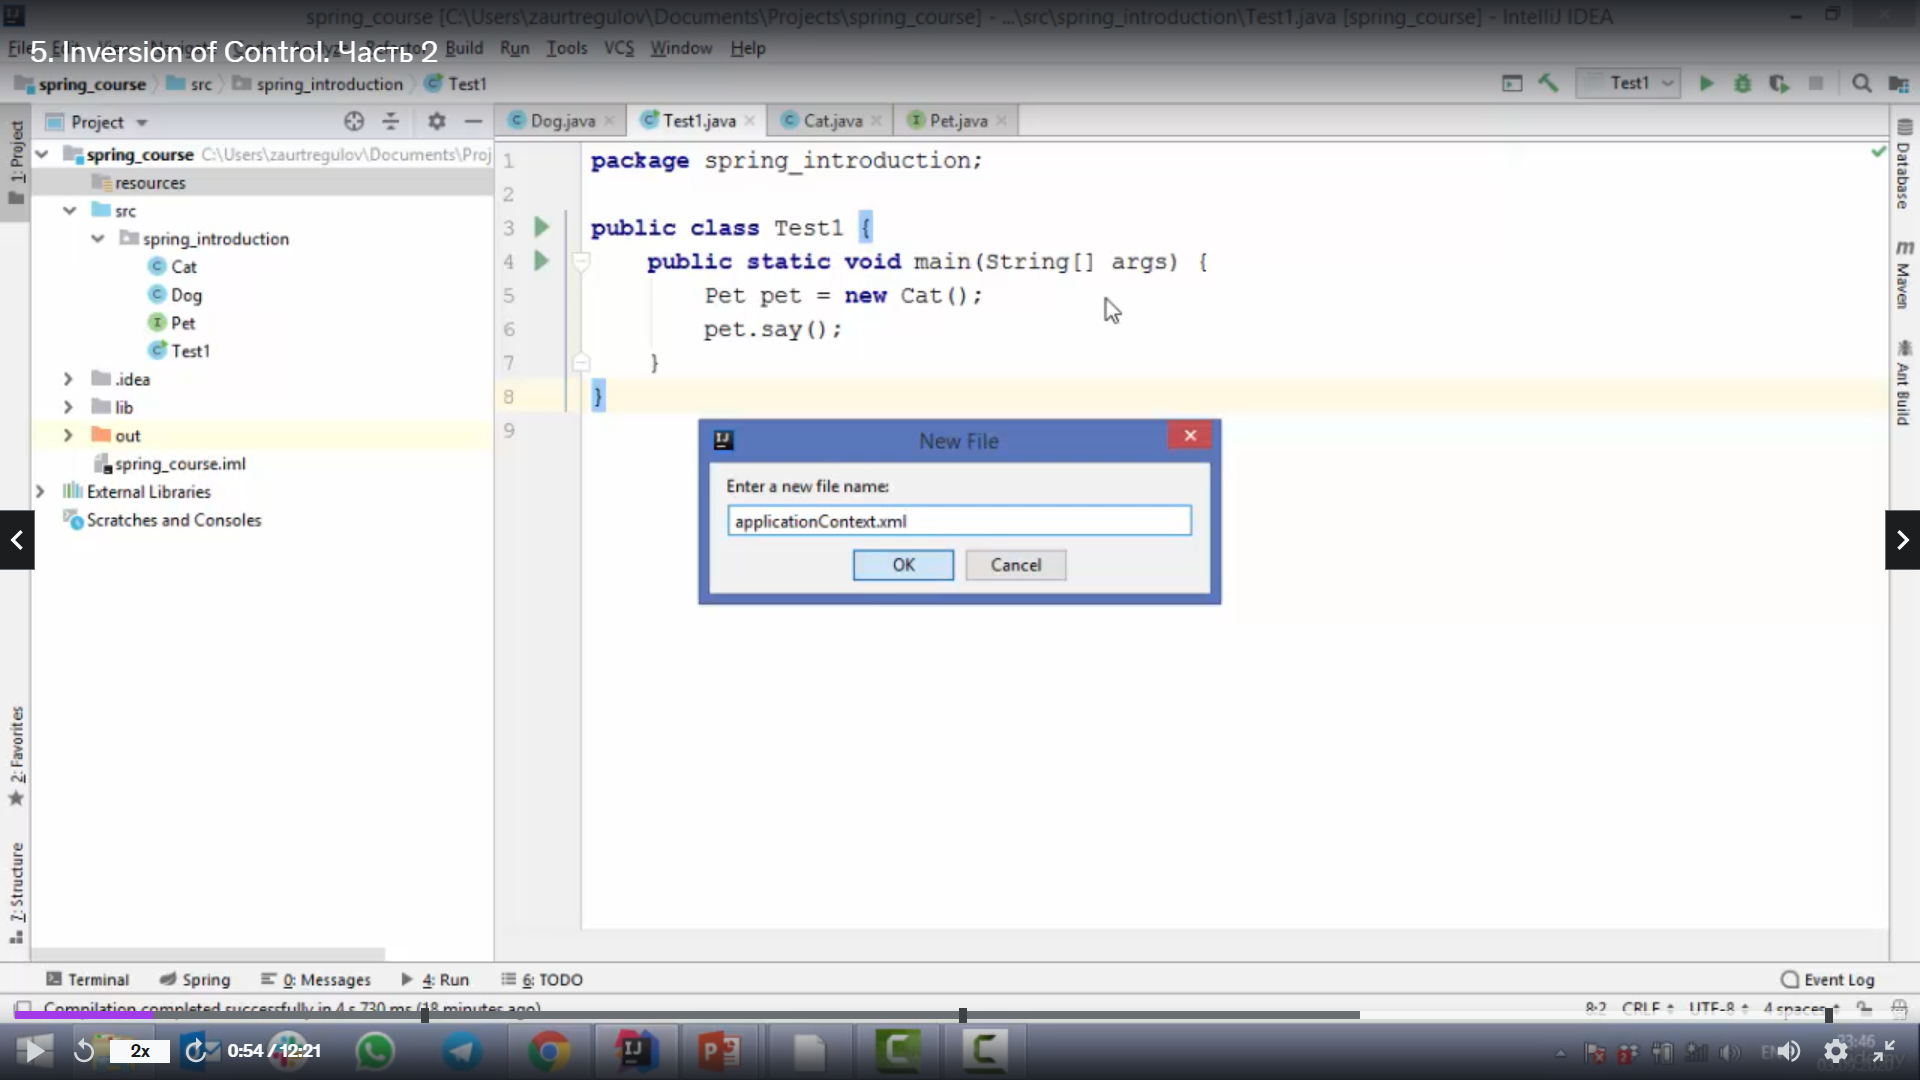 spring_course [C:\Users\zaurtregulov\Documents\Projects\spring_course] - ...\src\spring_introduction\Test1.java [spring_course] - IntelliJ IDEA
5. Inversion of Control. Часть 2
File Build Run Tools VCS Window Help
spring_course src spring_introduction Test1
Test1
Project
Dog.java Test1.java Cat.java Pet.java
1: Project
spring_course C:\Users\zaurtregulov\Documents\Proj
resources
src
spring_introduction
Cat
Dog
Pet
Test1
.idea
lib
out
spring_course.iml
External Libraries
Scratches and Consoles
2: Favorites
7: Structure
1 package spring_introduction;
2
3 public class Test1 {
4 public static void main(String[] args) {
5 Pet pet = new Cat();
6 pet.say();
7 }
8 }
9
New File
Enter a new file name:
applicationContext.xml
OK Cancel
Database
Maven
Ant Build
Terminal Spring 0: Messages 4: Run 6: TODO Event Log
Compilation completed successfully in 4 s 730 ms (18 minutes ago) 8:2 CRLF UTF-8 4 spaces
2x 0:54 / 12:21